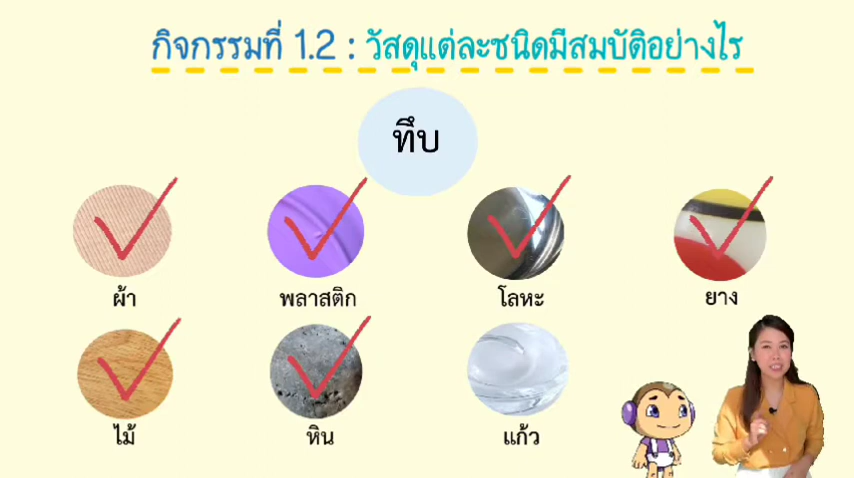 กิจกรรมที่ 1.2 : วัสดุแต่ละชนิดมีสมบัติอย่างไร
ทึบ
ผ้า พลาสติก โลหะ ยาง
ไม้ หิน แก้ว